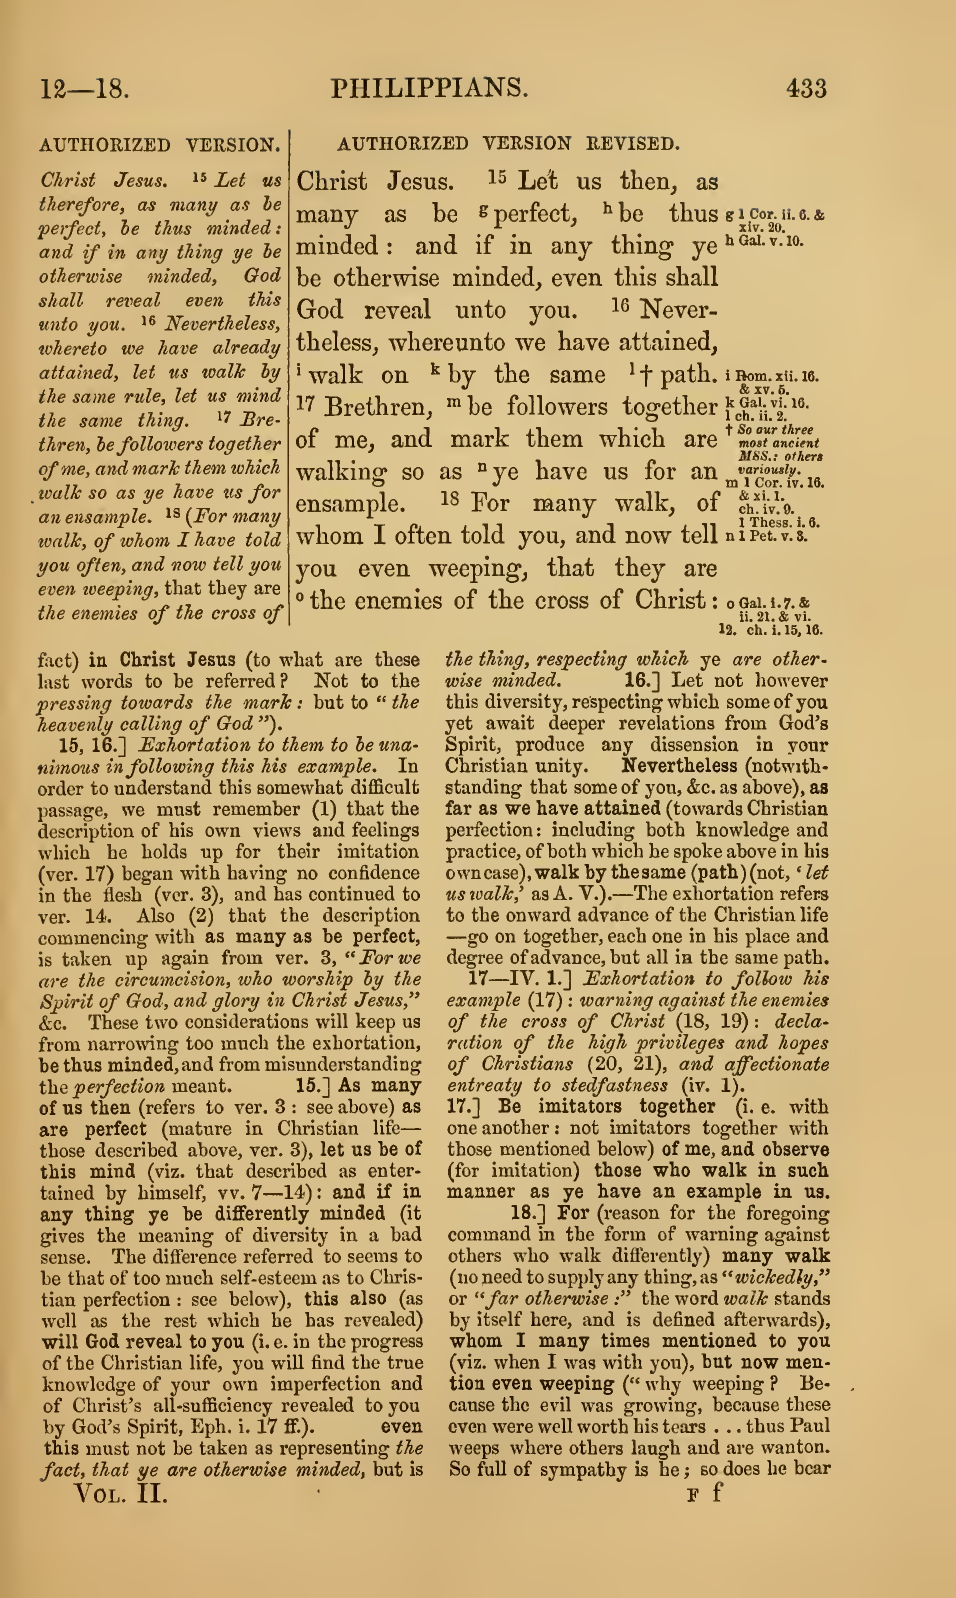 12—18.
PHILIPPIANS.
433
AUTHORIZED VERSION.
Christ Jesus. 15 Let us
therefore, as many as be
perfect, be thus minded:
and if in any thing ye be
otherwise minded, God
shall reveal even this
unto you. 16 Nevertheless,
whereto we have already
attained, let us walk by
the same rule, let us mind
the same thing. 17 Bre-
thren, be followers together
of me, and mark them which
walk so as ye have us for
an ensample. 18 (For many
walk, of whom I have told
you often, and now tell you
even weeping, that they are
the enemies of the cross of
AUTHORIZED VERSION REVISED.
Christ Jesus. 15 Let us then, as
many as be g perfect, h be thus
minded: and if in any thing ye
be otherwise minded, even this shall
God reveal unto you. 16 Never-
theless, whereunto we have attained,
i walk on k by the same l † path.
17 Brethren, m be followers together
of me, and mark them which are
walking so as n ye have us for an
ensample. 18 For many walk, of
whom I often told you, and now tell
you even weeping, that they are
o the enemies of the cross of Christ:
g 1 Cor. ii. 6. &
xiv. 20.
h Gal. v. 10.
i Rom. xii. 16.
& xv. 5.
k Gal. vi. 16.
l ch. ii. 2.
† So our three
most ancient
MSS.: others
variously.
m 1 Cor. iv. 16.
& xi. 1.
ch. iv. 9.
1 Thess. i. 6.
n 1 Pet. v. 3.
o Gal. i. 7. &
ii. 21. & vi.
12. ch. i. 15, 16.
fact) in Christ Jesus (to what are these
last words to be referred? Not to the
pressing towards the mark: but to "the
heavenly calling of God").
15, 16.] Exhortation to them to be una-
nimous in following this his example. In
order to understand this somewhat difficult
passage, we must remember (1) that the
description of his own views and feelings
which he holds up for their imitation
(ver. 17) began with having no confidence
in the flesh (ver. 3), and has continued to
ver. 14. Also (2) that the description
commencing with as many as be perfect,
is taken up again from ver. 3, "For we
are the circumcision, who worship by the
Spirit of God, and glory in Christ Jesus,"
&c. These two considerations will keep us
from narrowing too much the exhortation,
be thus minded, and from misunderstanding
the perfection meant. 15.] As many
of us then (refers to ver. 3: see above) as
are perfect (mature in Christian life—
those described above, ver. 3), let us be of
this mind (viz. that described as enter-
tained by himself, vv. 7—14): and if in
any thing ye be differently minded (it
gives the meaning of diversity in a bad
sense. The difference referred to seems to
be that of too much self-esteem as to Chris-
tian perfection: see below), this also (as
well as the rest which he has revealed)
will God reveal to you (i. e. in the progress
of the Christian life, you will find the true
knowledge of your own imperfection and
of Christ's all-sufficiency revealed to you
by God's Spirit, Eph. i. 17 ff.). even
this must not be taken as representing the
fact, that ye are otherwise minded, but is
the thing, respecting which ye are other-
wise minded. 16.] Let not however
this diversity, respecting which some of you
yet await deeper revelations from God's
Spirit, produce any dissension in your
Christian unity. Nevertheless (notwith-
standing that some of you, &c. as above), as
far as we have attained (towards Christian
perfection: including both knowledge and
practice, of both which he spoke above in his
own case), walk by the same (path) (not, 'let
us walk,' as A. V.).—The exhortation refers
to the onward advance of the Christian life
—go on together, each one in his place and
degree of advance, but all in the same path.
17—IV. 1.] Exhortation to follow his
example (17): warning against the enemies
of the cross of Christ (18, 19): decla-
ration of the high privileges and hopes
of Christians (20, 21), and affectionate
entreaty to stedfastness (iv. 1).
17.] Be imitators together (i. e. with
one another: not imitators together with
those mentioned below) of me, and observe
(for imitation) those who walk in such
manner as ye have an example in us.
18.] For (reason for the foregoing
command in the form of warning against
others who walk differently) many walk
(no need to supply any thing, as "wickedly,"
or "far otherwise:" the word walk stands
by itself here, and is defined afterwards),
whom I many times mentioned to you
(viz. when I was with you), but now men-
tion even weeping ("why weeping? Be-
cause the evil was growing, because these
even were well worth his tears ... thus Paul
weeps where others laugh and are wanton.
So full of sympathy is he; so does he bear
VOL. II.
F f